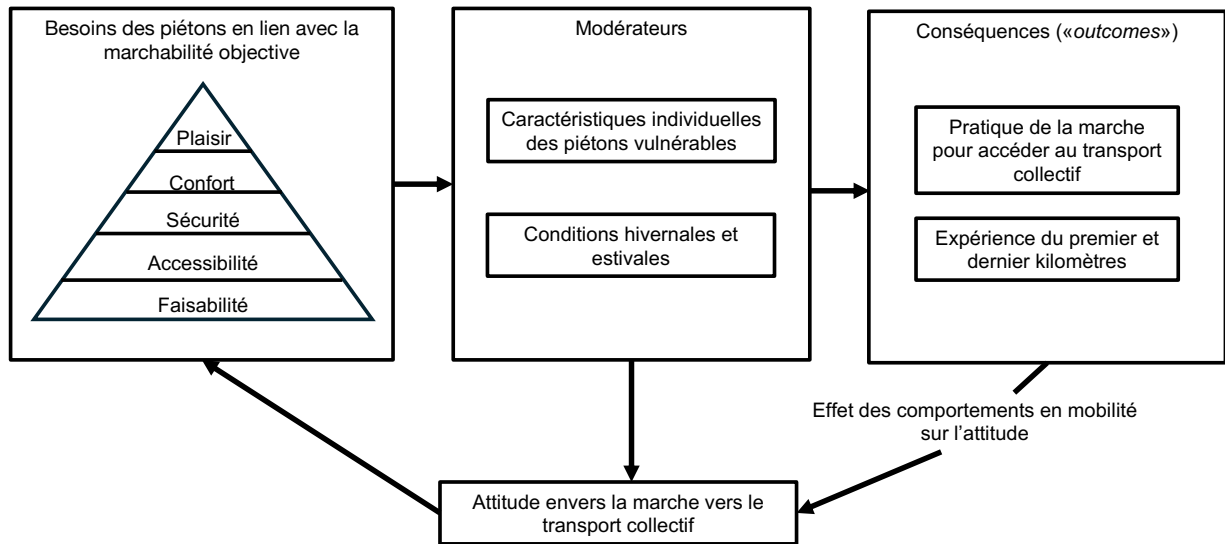 Besoins des piétons en lien avec la
marchabilité objective
Plaisir
Confort
Sécurité
Accessibilité
Faisabilité
Modérateurs
Caractéristiques individuelles
des piétons vulnérables
Conditions hivernales et
estivales
Conséquences («outcomes»)
Pratique de la marche
pour accéder au transport
collectif
Expérience du premier et
dernier kilomètres
Effet des comportements en mobilité
sur l’attitude
Attitude envers la marche vers le
transport collectif